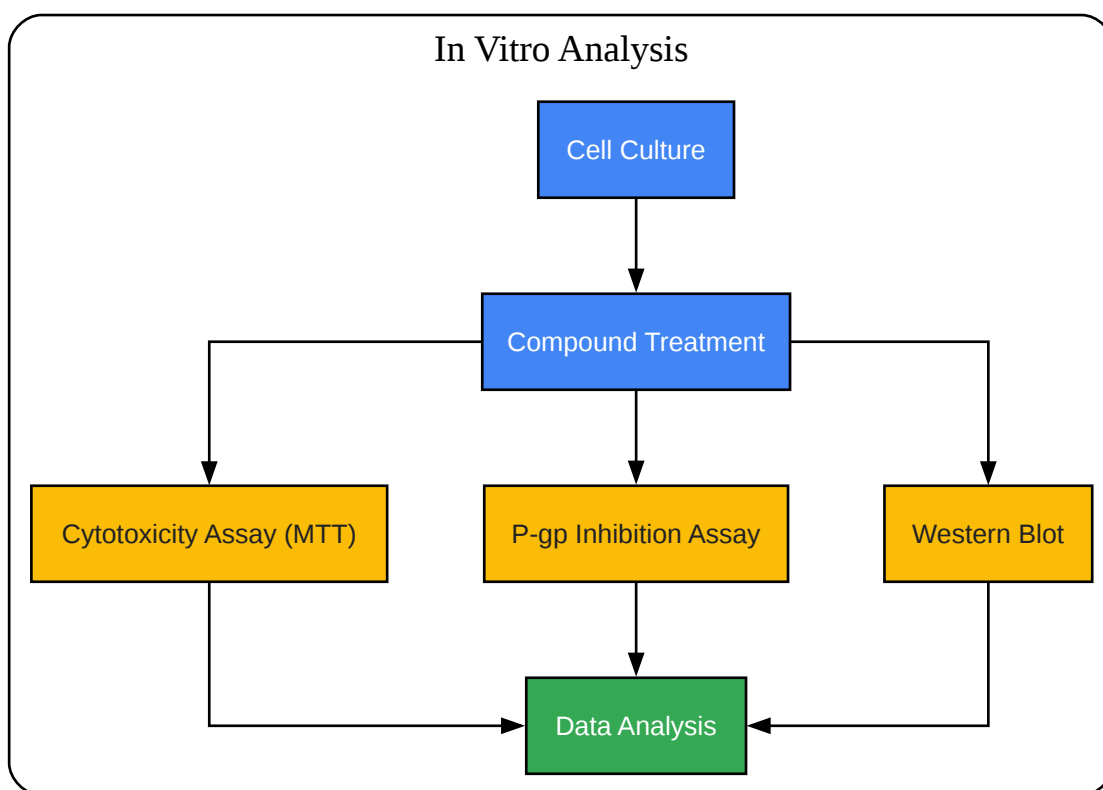 In Vitro Analysis
Cell Culture
Compound Treatment
Cytotoxicity Assay (MTT)
P-gp Inhibition Assay
Western Blot
Data Analysis